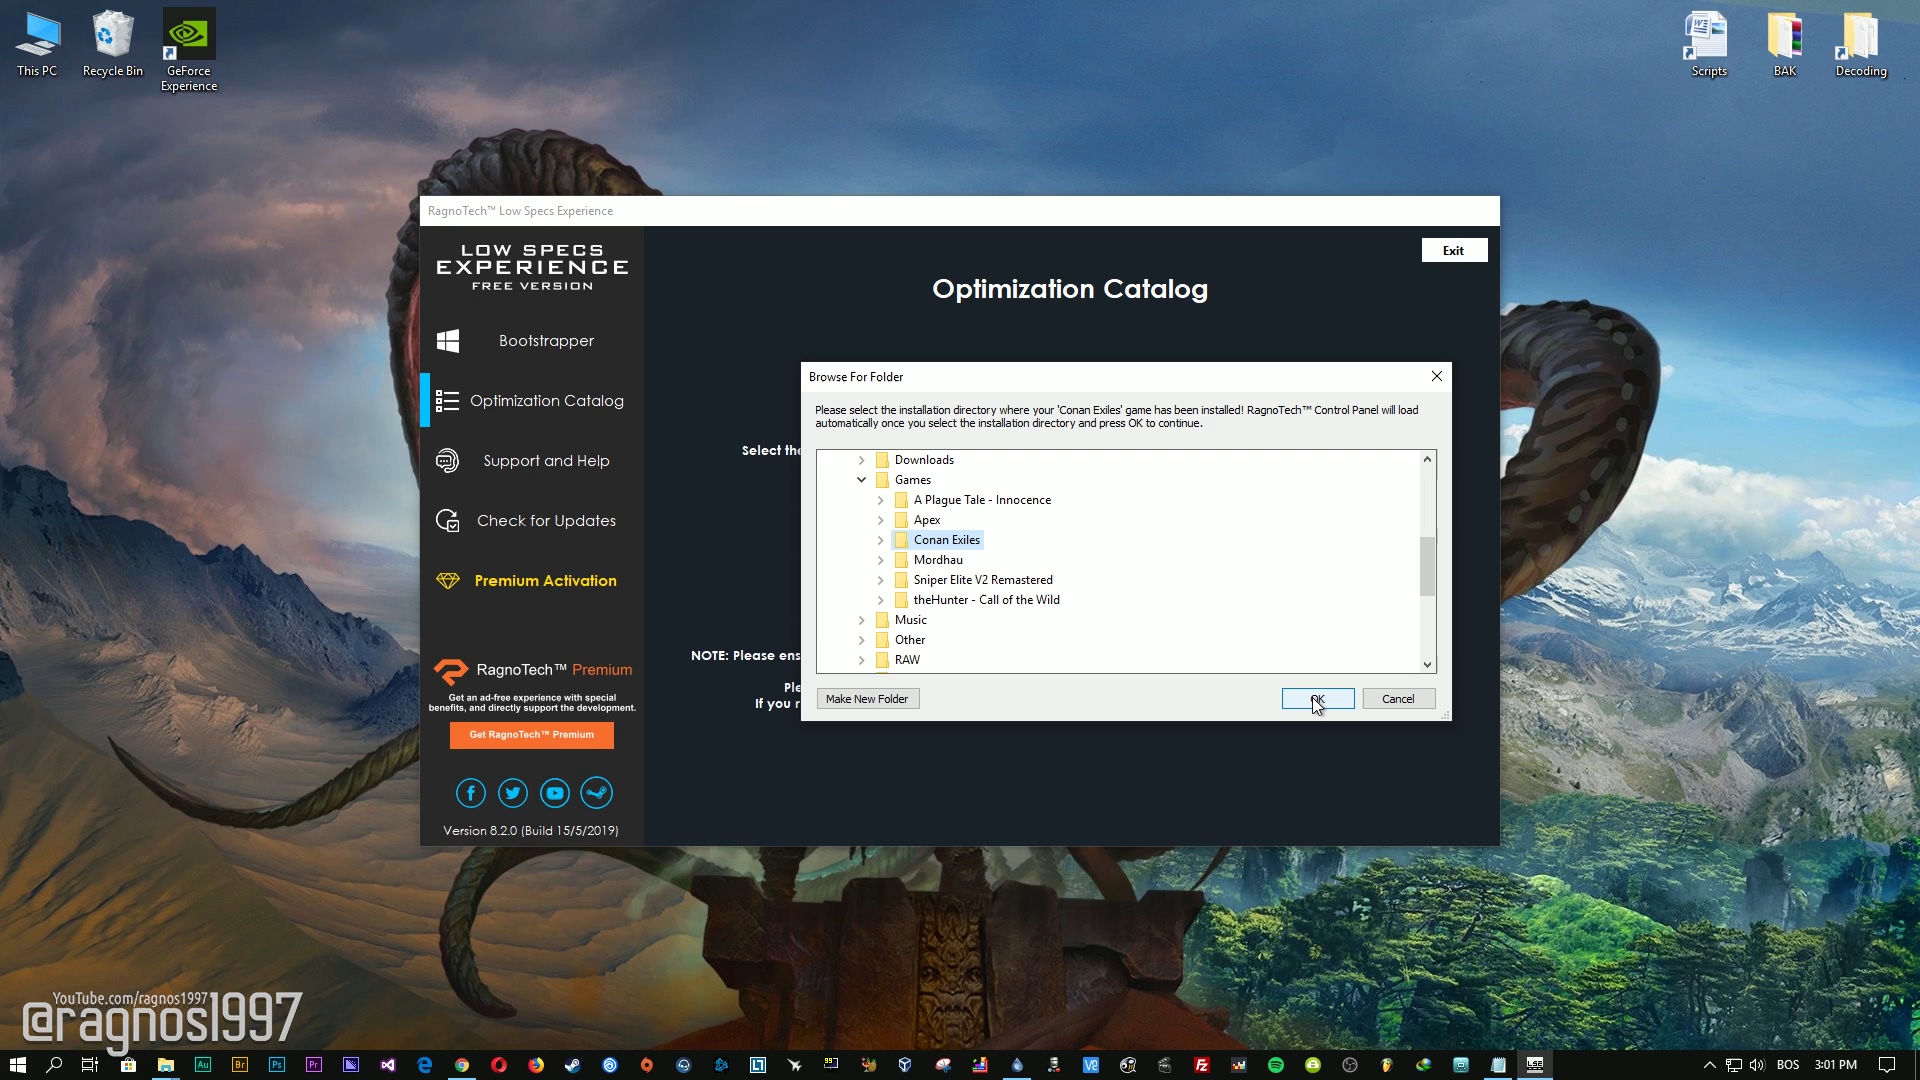 This PC
Recycle Bin
GeForce
Experience
Scripts
BAK
Decoding
RagnoTech™ Low Specs Experience
LOW SPECS
EXPERIENCE
FREE VERSION
Bootstrapper
Optimization Catalog
Support and Help
Check for Updates
Premium Activation
RagnoTech™ Premium
Get an ad-free experience with special
benefits, and directly support the development.
Get RagnoTech™ Premium
Version 8.2.0 (Build 15/5/2019)
Exit
Optimization Catalog
Select the
NOTE: Please ens
Ple
If you r
Browse For Folder
Please select the installation directory where your 'Conan Exiles' game has been installed! RagnoTech™ Control Panel will load
automatically once you select the installation directory and press OK to continue.
Downloads
Games
A Plague Tale - Innocence
Apex
Conan Exiles
Mordhau
Sniper Elite V2 Remastered
theHunter - Call of the Wild
Music
Other
RAW
Make New Folder
OK
Cancel
YouTube.com/ragnos1997
@ragnos1997
BOS
3:01 PM